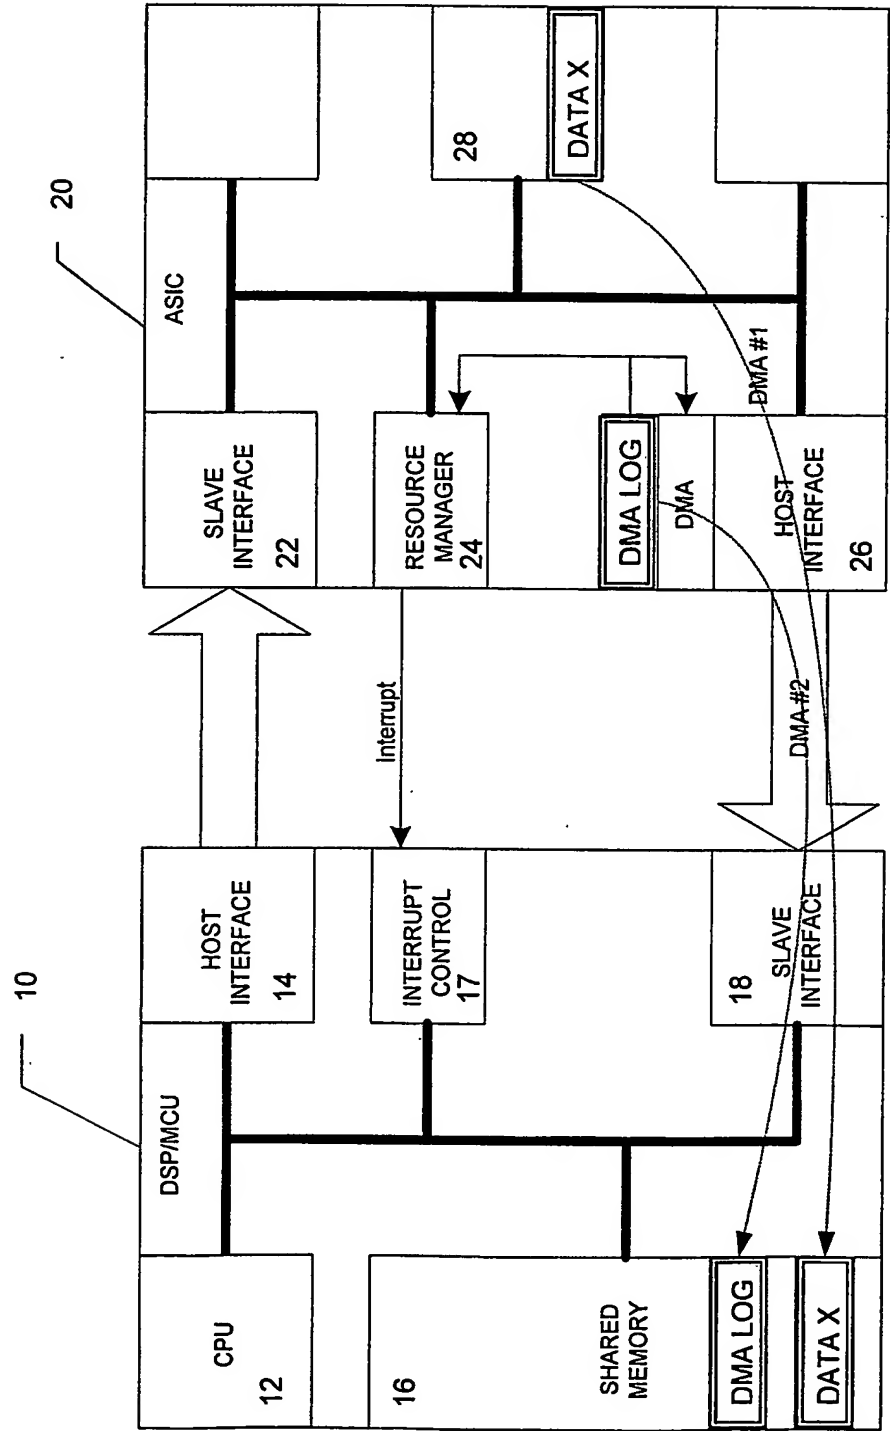 10
20
DSP/MCU
ASIC
CPU
12
HOST
INTERFACE
14
SLAVE
INTERFACE
22
16
SHARED
MEMORY
INTERRUPT
CONTROL
17
Interrupt
RESOURCE
MANAGER
24
28
DATA X
DMA LOG
DMA
DMA LOG
DATA X
18
SLAVE
INTERFACE
DMA #2
HOST
INTERFACE
26
DMA #1